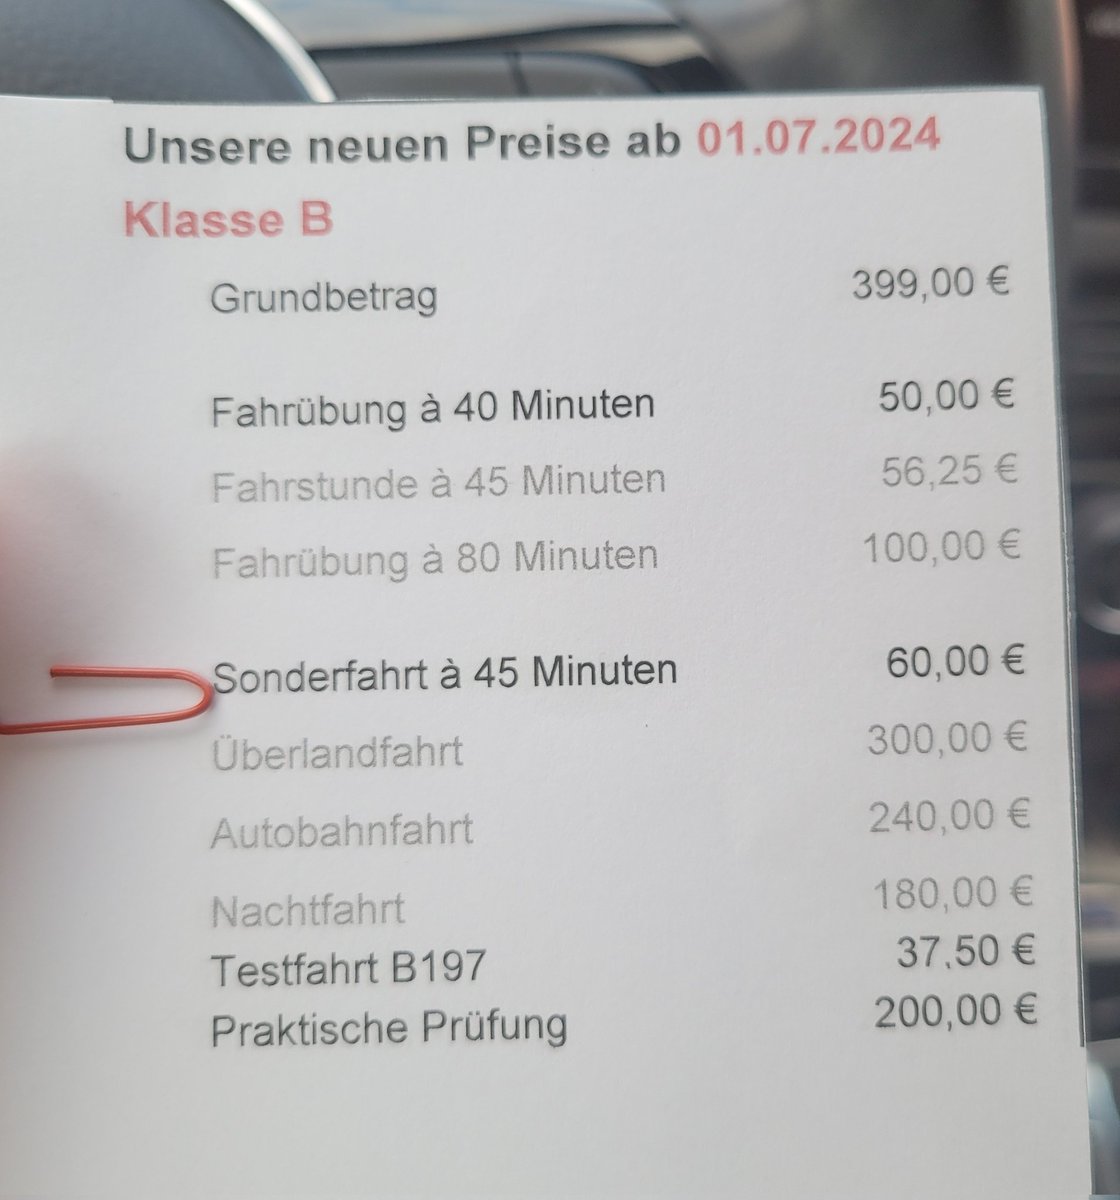 Unsere neuen Preise ab 01.07.2024
Klasse B
Grundbetrag 399,00 €
Fahrübung à 40 Minuten 50,00 €
Fahrstunde à 45 Minuten 56,25 €
Fahrübung à 80 Minuten 100,00 €
Sonderfahrt à 45 Minuten 60,00 €
Überlandfahrt 300,00 €
Autobahnfahrt 240,00 €
Nachtfahrt 180,00 €
Testfahrt B197 37,50 €
Praktische Prüfung 200,00 €